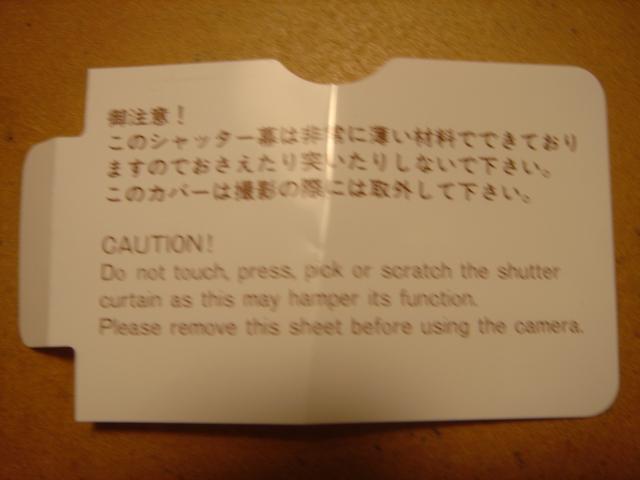 御注意！
このシャッター幕は非常に薄い材料でできており
ますのでおさえたり突いたりしないで下さい。
このカバーは撮影の際には取外して下さい。
CAUTION!
Do not touch, press, pick or scratch the shutter
curtain as this may hamper its function.
Please remove this sheet before using the camera.